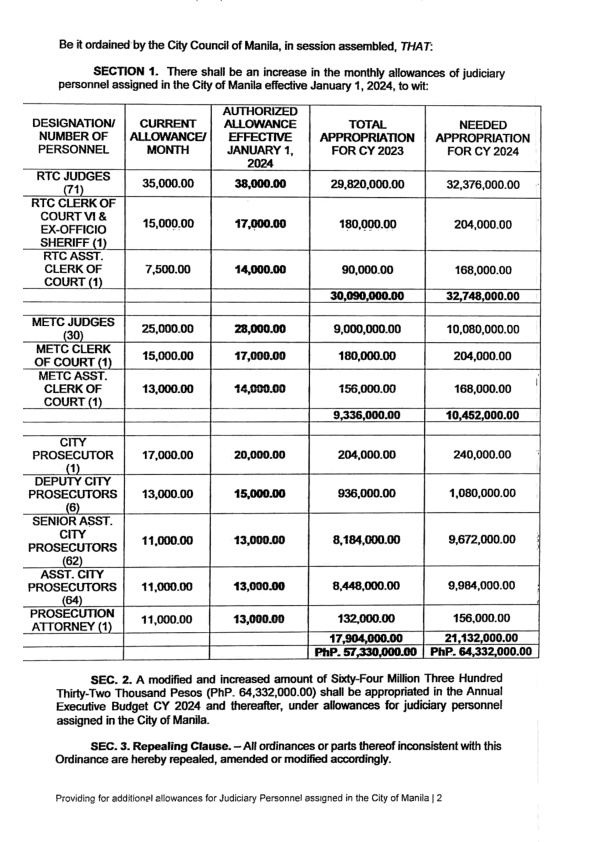 Be it ordained by the City Council of Manila, in session assembled, THAT:
SECTION 1. There shall be an increase in the monthly allowances of judiciary
personnel assigned in the City of Manila effective January 1, 2024, to wit:
DESIGNATION/ NUMBER OF PERSONNEL | CURRENT ALLOWANCE/ MONTH | AUTHORIZED ALLOWANCE EFFECTIVE JANUARY 1, 2024 | TOTAL APPROPRIATION FOR CY 2023 | NEEDED APPROPRIATION FOR CY 2024
RTC JUDGES (71) | 35,000.00 | 38,000.00 | 29,820,000.00 | 32,376,000.00
RTC CLERK OF COURT VI & EX-OFFICIO SHERIFF (1) | 15,000.00 | 17,000.00 | 180,000.00 | 204,000.00
RTC ASST. CLERK OF COURT (1) | 7,500.00 | 14,000.00 | 90,000.00 | 168,000.00
30,090,000.00 | 32,748,000.00
METC JUDGES (30) | 25,000.00 | 28,000.00 | 9,000,000.00 | 10,080,000.00
METC CLERK OF COURT (1) | 15,000.00 | 17,000.00 | 180,000.00 | 204,000.00
METC ASST. CLERK OF COURT (1) | 13,000.00 | 14,000.00 | 156,000.00 | 168,000.00
9,336,000.00 | 10,452,000.00
CITY PROSECUTOR (1) | 17,000.00 | 20,000.00 | 204,000.00 | 240,000.00
DEPUTY CITY PROSECUTORS (6) | 13,000.00 | 15,000.00 | 936,000.00 | 1,080,000.00
SENIOR ASST. CITY PROSECUTORS (62) | 11,000.00 | 13,000.00 | 8,184,000.00 | 9,672,000.00
ASST. CITY PROSECUTORS (64) | 11,000.00 | 13,000.00 | 8,448,000.00 | 9,984,000.00
PROSECUTION ATTORNEY (1) | 11,000.00 | 13,000.00 | 132,000.00 | 156,000.00
17,904,000.00 | 21,132,000.00
PhP. 57,330,000.00 | PhP. 64,332,000.00
SEC. 2. A modified and increased amount of Sixty-Four Million Three Hundred
Thirty-Two Thousand Pesos (PhP. 64,332,000.00) shall be appropriated in the Annual
Executive Budget CY 2024 and thereafter, under allowances for judiciary personnel
assigned in the City of Manila.
SEC. 3. Repealing Clause. – All ordinances or parts thereof inconsistent with this
Ordinance are hereby repealed, amended or modified accordingly.
Providing for additional allowances for Judiciary Personnel assigned in the City of Manila | 2